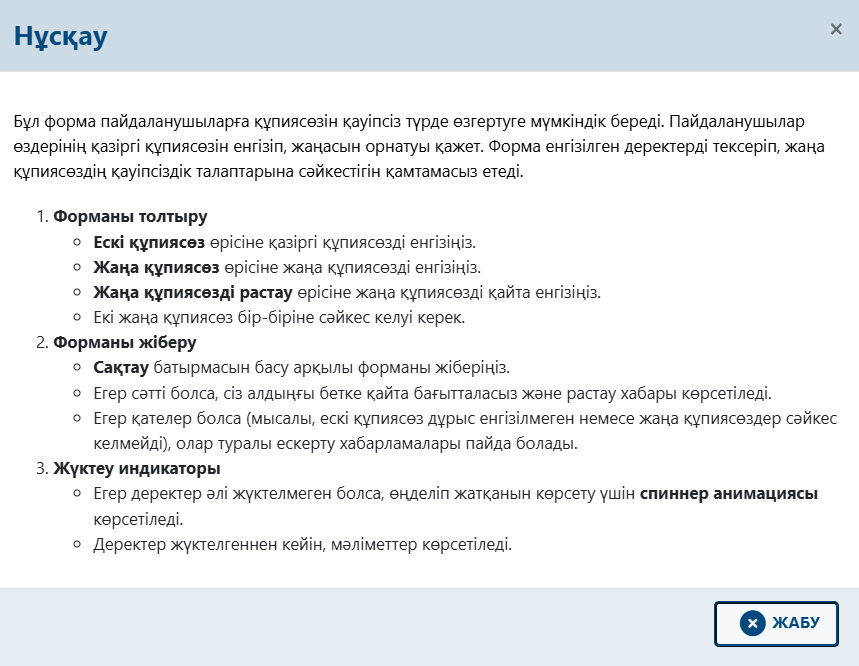 Нұсқау
×
Бұл форма пайдаланушыларға құпиясөзін қауіпсіз түрде өзгертуге мүмкіндік береді. Пайдаланушылар
өздерінің қазіргі құпиясөзін енгізіп, жаңасын орнатуы қажет. Форма енгізілген деректерді тексеріп, жаңа
құпиясөздің қауіпсіздік талаптарына сәйкестігін қамтамасыз етеді.
1. Форманы толтыру
Ескі құпиясөз өрісіне қазіргі құпиясөзді енгізіңіз.
Жаңа құпиясөз өрісіне жаңа құпиясөзді енгізіңіз.
Жаңа құпиясөзді растау өрісіне жаңа құпиясөзді қайта енгізіңіз.
Екі жаңа құпиясөз бір-біріне сәйкес келуі керек.
2. Форманы жіберу
Сақтау батырмасын басу арқылы форманы жіберіңіз.
Егер сәтті болса, сіз алдыңғы бетке қайта бағытталасыз және растау хабары көрсетіледі.
Егер қателер болса (мысалы, ескі құпиясөз дұрыс енгізілмеген немесе жаңа құпиясөздер сәйкес
келмейді), олар туралы ескерту хабарламалары пайда болады.
3. Жүктеу индикаторы
Егер деректер әлі жүктелмеген болса, өңделіп жатқанын көрсету үшін спиннер анимациясы
көрсетіледі.
Деректер жүктелгеннен кейін, мәліметтер көрсетіледі.
ЖАБУ